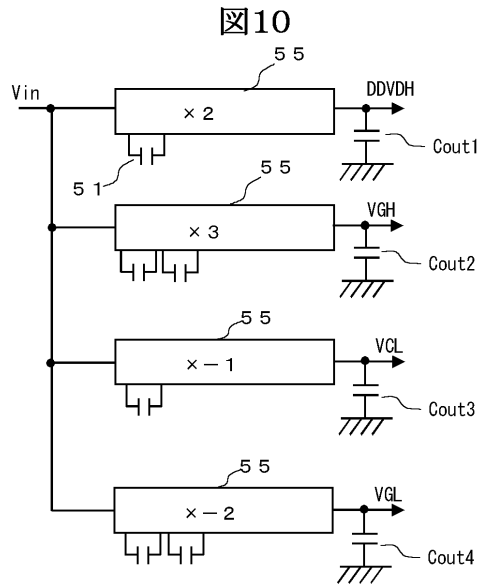 図10
55
Vin
×2
DDVDH
Cout1
51
55
×3
VGH
Cout2
55
×-1
VCL
Cout3
55
×-2
VGL
Cout4